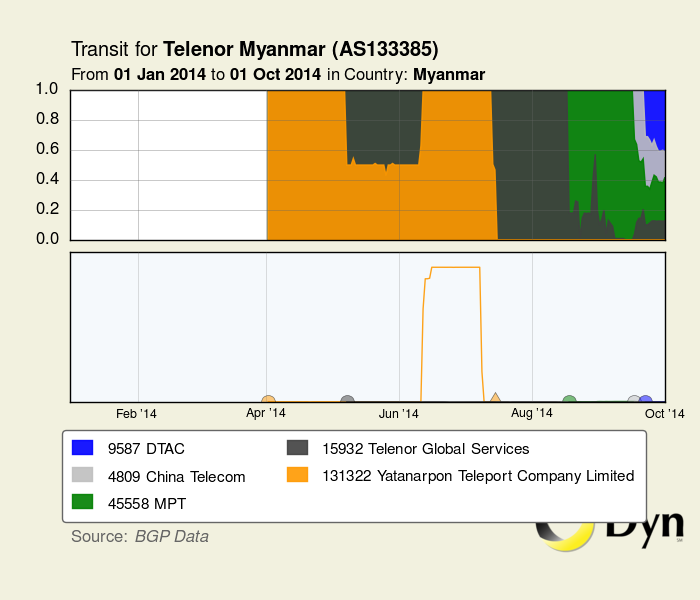 Transit for Telenor Myanmar (AS133385)
From 01 Jan 2014 to 01 Oct 2014 in Country: Myanmar
1.0
0.8
0.6
0.4
0.2
0.0
Feb '14 Apr '14 Jun '14 Aug '14 Oct '14
9587 DTAC
4809 China Telecom
45558 MPT
15932 Telenor Global Services
131322 Yatanarpon Teleport Company Limited
Source: BGP Data
Dyn